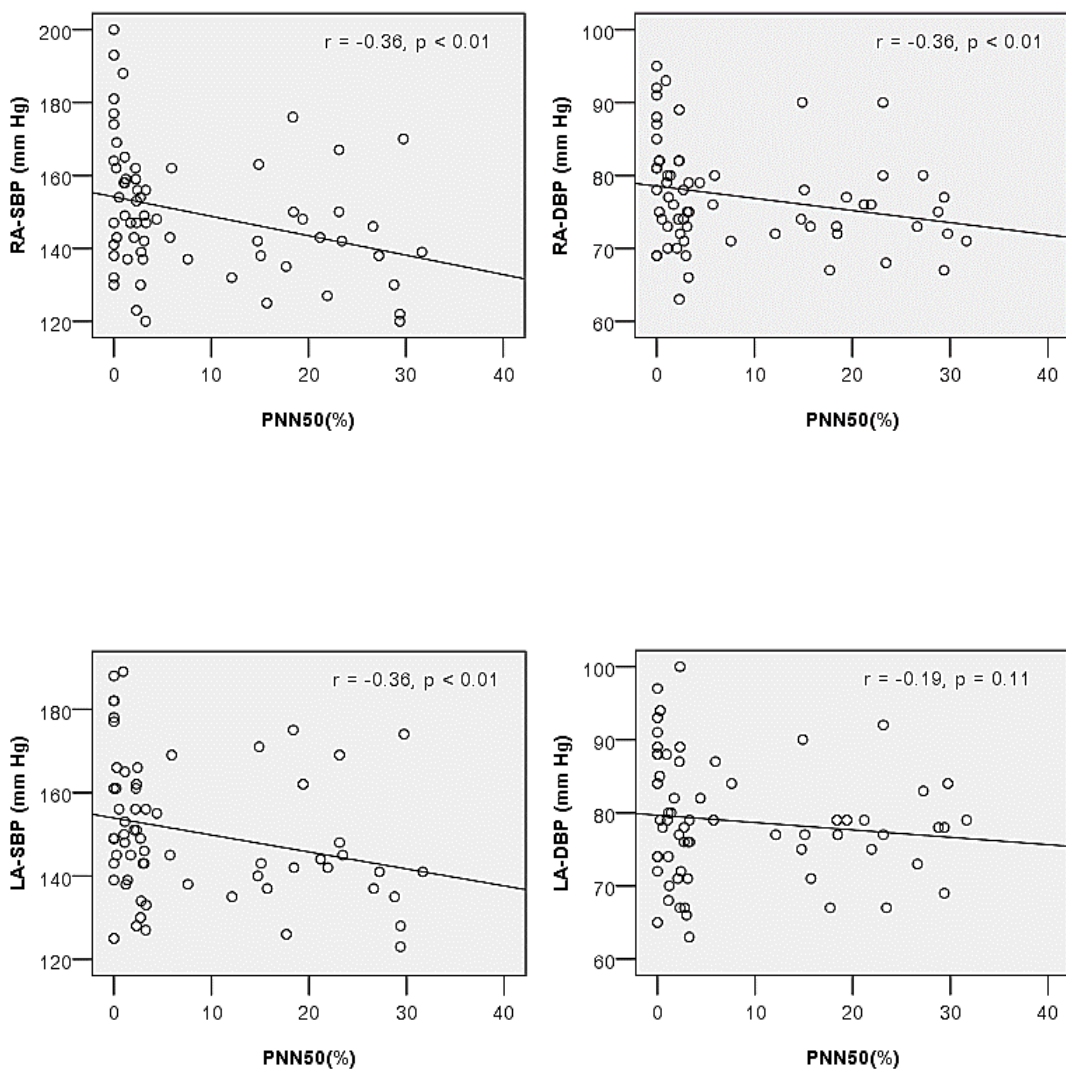 r = -0.36, p < 0.01
RA-SBP (mm Hg)
200
180
160
140
120
0 10 20 30 40
PNN50(%)
r = -0.36, p < 0.01
RA-DBP (mm Hg)
100
90
80
70
60
0 10 20 30 40
PNN50(%)
r = -0.36, p < 0.01
LA-SBP (mm Hg)
180
160
140
120
0 10 20 30 40
PNN50(%)
r = -0.19, p = 0.11
LA-DBP (mm Hg)
100
90
80
70
60
0 10 20 30 40
PNN50(%)